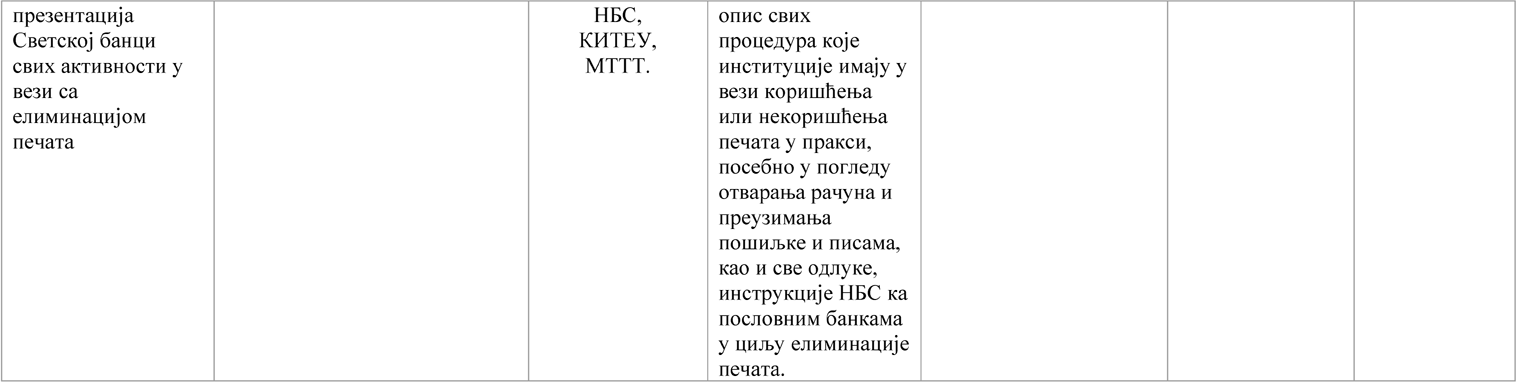 презентација
Светској банци
свих активности у
вези са
елиминацијом
печата
НБС,
КИТЕУ,
МТТТ.
опис свих
процедура које
институције имају у
вези коришћења
или некоришћења
печата у пракси,
посебно у погледу
отварања рачуна и
преузимања
пошиљке и писама,
као и све одлуке,
инструкције НБС ка
пословним банкама
у циљу елиминације
печата.